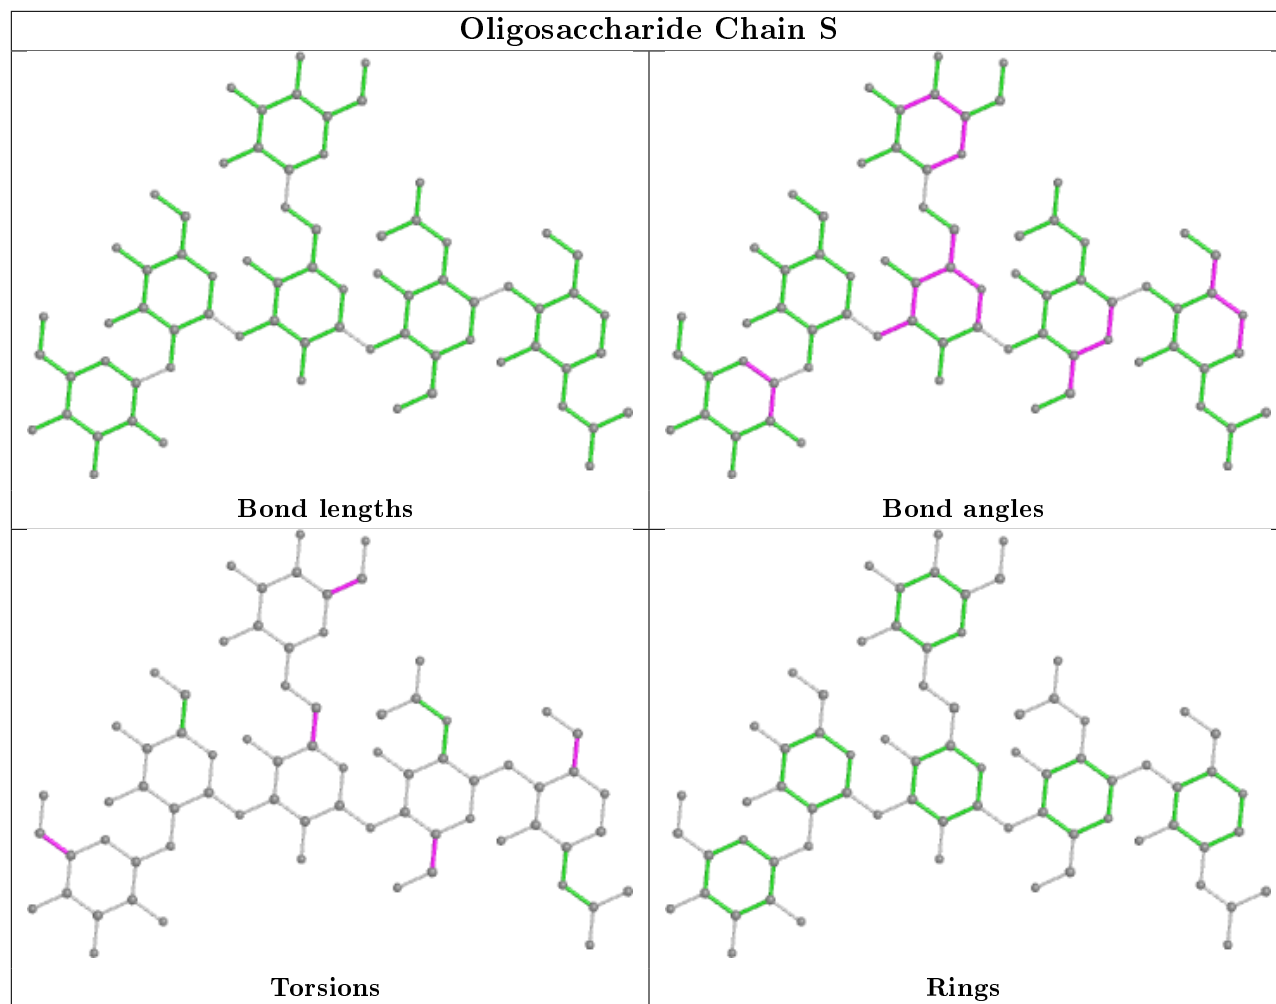 Oligosaccharide Chain S
Bond lengths
Bond angles
Torsions
Rings